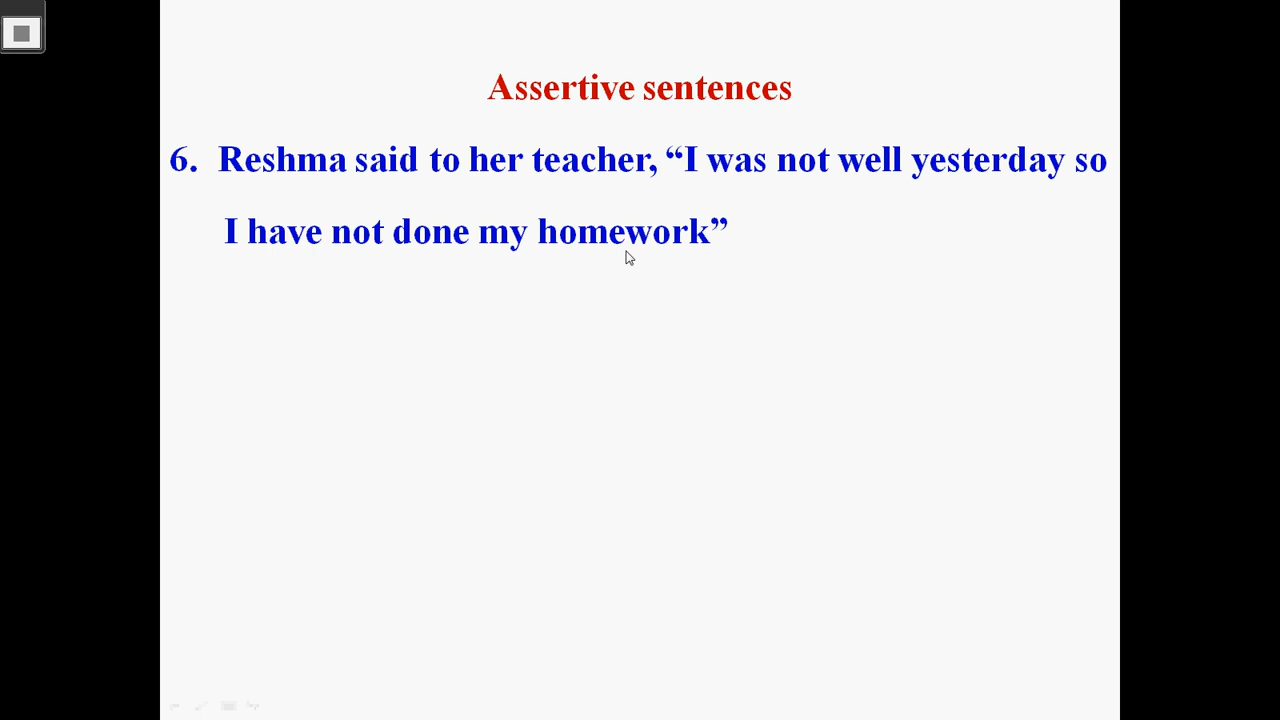 Assertive sentences
6. Reshma said to her teacher, “I was not well yesterday so
I have not done my homework”